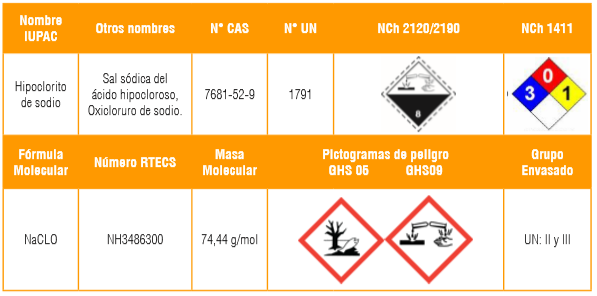 Nombre
IUPAC
Otros nombres
N° CAS
N° UN
NCh 2120/2190
NCh 1411
Hipoclorito
de sodio
Sal sódica del
ácido hipocloroso,
Oxicloruro de sodio.
7681-52-9
1791
8
0
3
1
Fórmula
Molecular
Número RTECS
Masa
Molecular
Pictogramas de peligro
GHS 05 GHS09
Grupo
Envasado
NaCLO
NH3486300
74,44 g/mol
UN: II y III